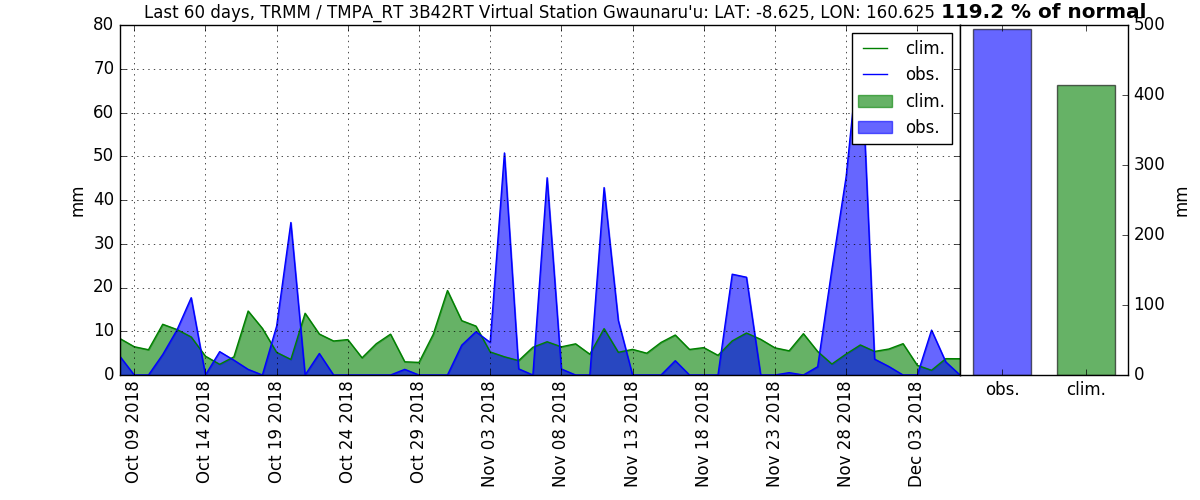 Last 60 days, TRMM / TMPA_RT 3B42RT Virtual Station Gwaunaru'u: LAT: -8.625, LON: 160.625 119.2 % of normal
80
70
60
50
40
30
20
10
0
mm
clim.
obs.
clim.
obs.
500
400
300
200
100
0
mm
obs.
clim.
Oct 09 2018
Oct 14 2018
Oct 19 2018
Oct 24 2018
Oct 29 2018
Nov 03 2018
Nov 08 2018
Nov 13 2018
Nov 18 2018
Nov 23 2018
Nov 28 2018
Dec 03 2018